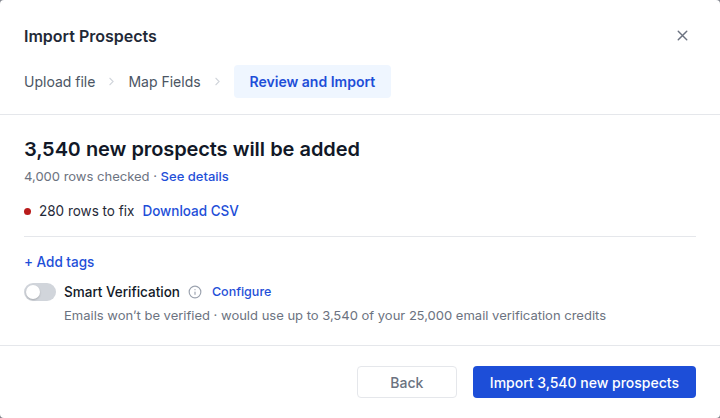 Import Prospects
Upload file > Map Fields > Review and Import
3,540 new prospects will be added
4,000 rows checked · See details
280 rows to fix Download CSV
+ Add tags
Smart Verification Configure
Emails won’t be verified · would use up to 3,540 of your 25,000 email verification credits
Back Import 3,540 new prospects